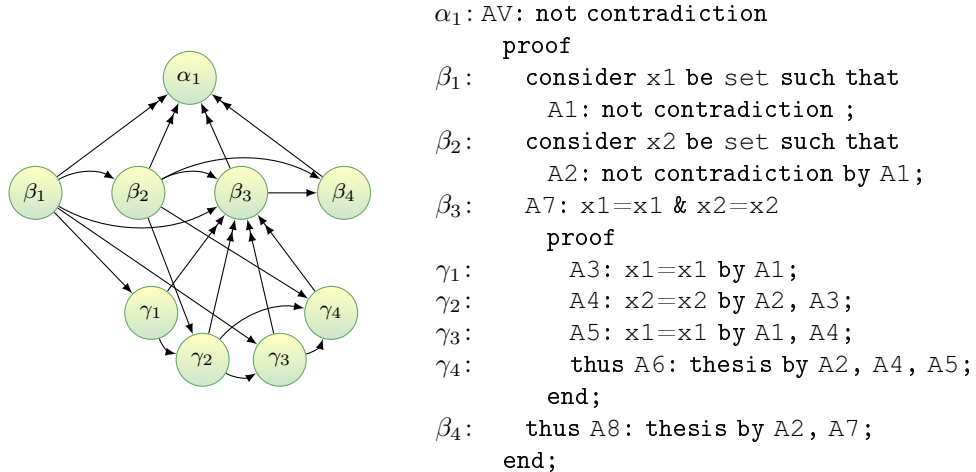 α1
β1 β2 β3 β4
γ1 γ4
γ2 γ3
α1: AV: not contradiction
proof
β1: consider x1 be set such that
A1: not contradiction ;
β2: consider x2 be set such that
A2: not contradiction by A1;
β3: A7: x1=x1 & x2=x2
proof
γ1: A3: x1=x1 by A1;
γ2: A4: x2=x2 by A2, A3;
γ3: A5: x1=x1 by A1, A4;
γ4: thus A6: thesis by A2, A4, A5;
end;
β4: thus A8: thesis by A2, A7;
end;